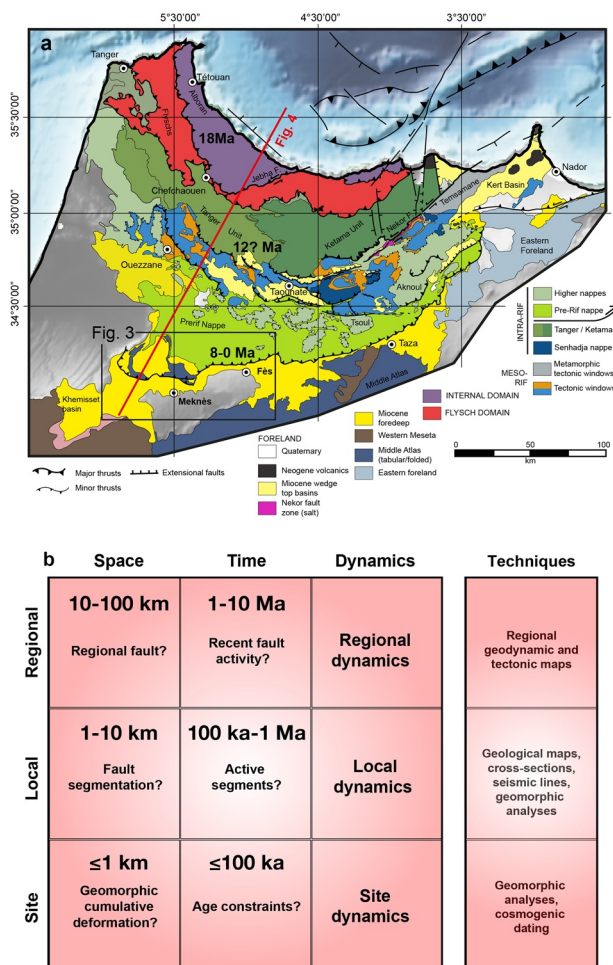 a
5°30'00"
4°30'00"
3°30'00"
35°30'00"
35°00'00"
34°30'00"
Tanger
Tétouan
Alboran
Flyschs
18Ma
Fig. 4
Jebha F.
Chefchaouen
Nador
Temsamane
Kert Basin
Tanger
Unit
Ketama Unit
Nekor F.
12? Ma
Ouezzane
Taounate
Eastern
Foreland
Aknoul
Prerif Nappe
Tsoul
Fig. 3
8-0 Ma
Taza
Fès
Meknès
Khemisset
basin
Middle Atlas
INTRA-RIF
Higher nappes
Pre-Rif nappe
Tanger / Ketama
Senhadja nappe
MESO-
RIF
Metamorphic
tectonic windows
Tectonic windows
INTERNAL DOMAIN
FLYSCH DOMAIN
Miocene
foredeep
Western Meseta
Middle Atlas
(tabular/folded)
Eastern foreland
FORELAND
Quaternary
Neogene volcanics
Miocene wedge
top basins
Nekor fault
zone (salt)
Major thrusts
Extensional faults
Minor thrusts
0
50
100
km
b
Space
Time
Dynamics
Techniques
Regional
10-100 km
Regional fault?
1-10 Ma
Recent fault
activity?
Regional
dynamics
Regional
geodynamic and
tectonic maps
Local
1-10 km
Fault
segmentation?
100 ka-1 Ma
Active
segments?
Local
dynamics
Geological maps,
cross-sections,
seismic lines,
geomorphic
analyses
Site
≤1 km
Geomorphic
cumulative
deformation?
≤100 ka
Age constraints?
Site
dynamics
Geomorphic
analyses,
cosmogenic
dating